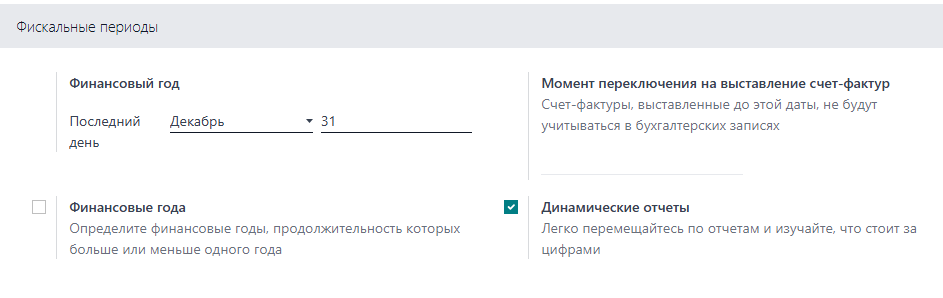 Фискальные периоды
Финансовый год
Последний день
Декабрь
31
Момент переключения на выставление счет-фактур
Счет-фактуры, выставленные до этой даты, не будут
учитываться в бухгалтерских записях
Финансовые года
Определите финансовые годы, продолжительность которых
больше или меньше одного года
Динамические отчеты
Легко перемещайтесь по отчетам и изучайте, что стоит за
цифрами